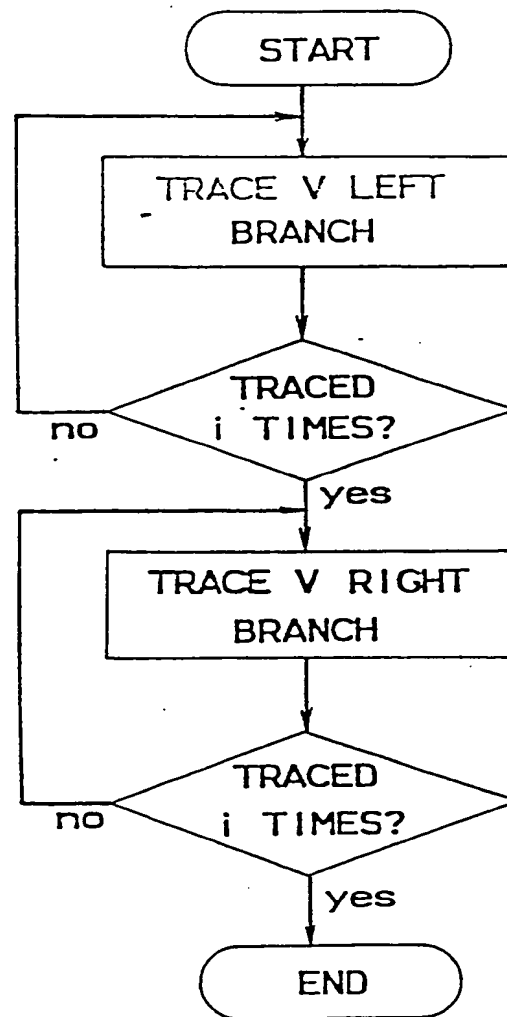 START
TRACE V LEFT
BRANCH
TRACED
i TIMES?
no
yes
TRACE V RIGHT
BRANCH
TRACED
i TIMES?
no
yes
END